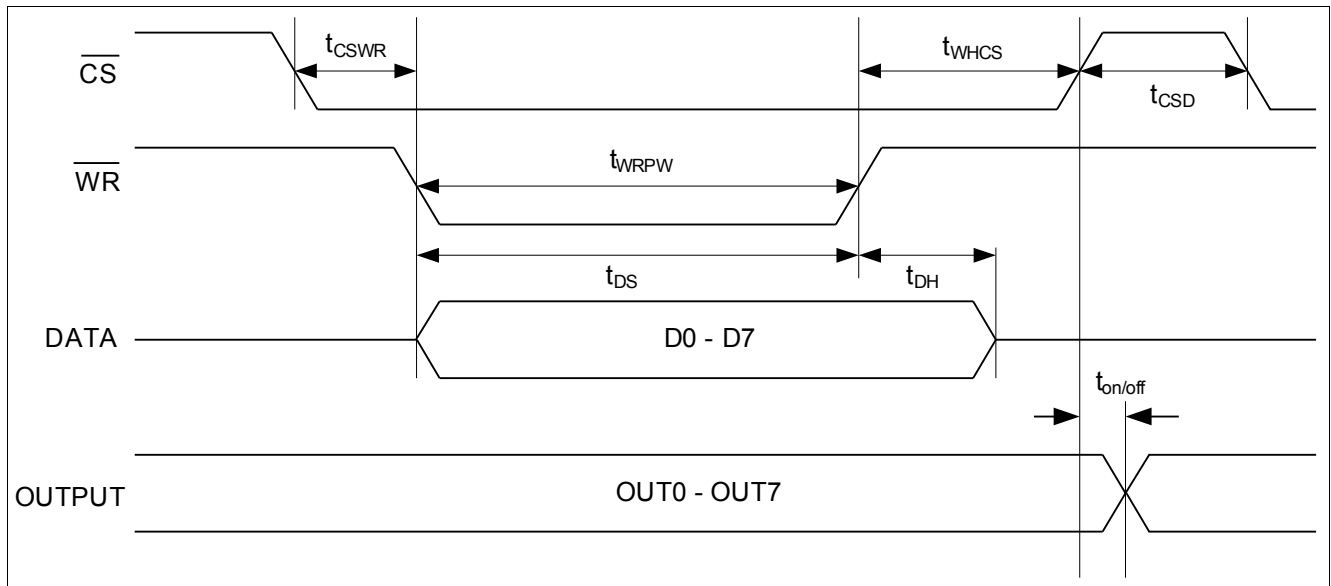 t_CSWR
t_WHCS
CS
t_CSD
t_WRPW
WR
t_DS
t_DH
DATA
D0 - D7
t_on/off
OUTPUT
OUT0 - OUT7